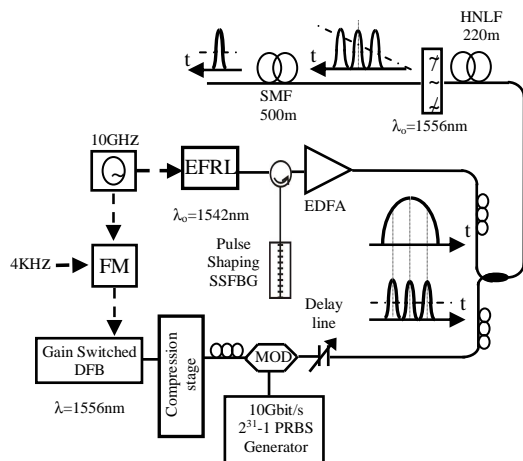 HNLF
220m
t
t
SMF
500m
λo=1556nm
10GHZ
EFRL
EDFA
λo=1542nm
t
Pulse
Shaping
SSFBG
4KHZ
FM
t
Delay
line
Gain Switched
DFB
Compression
stage
MOD
λ=1556nm
10Gbit/s
2³¹-1 PRBS
Generator